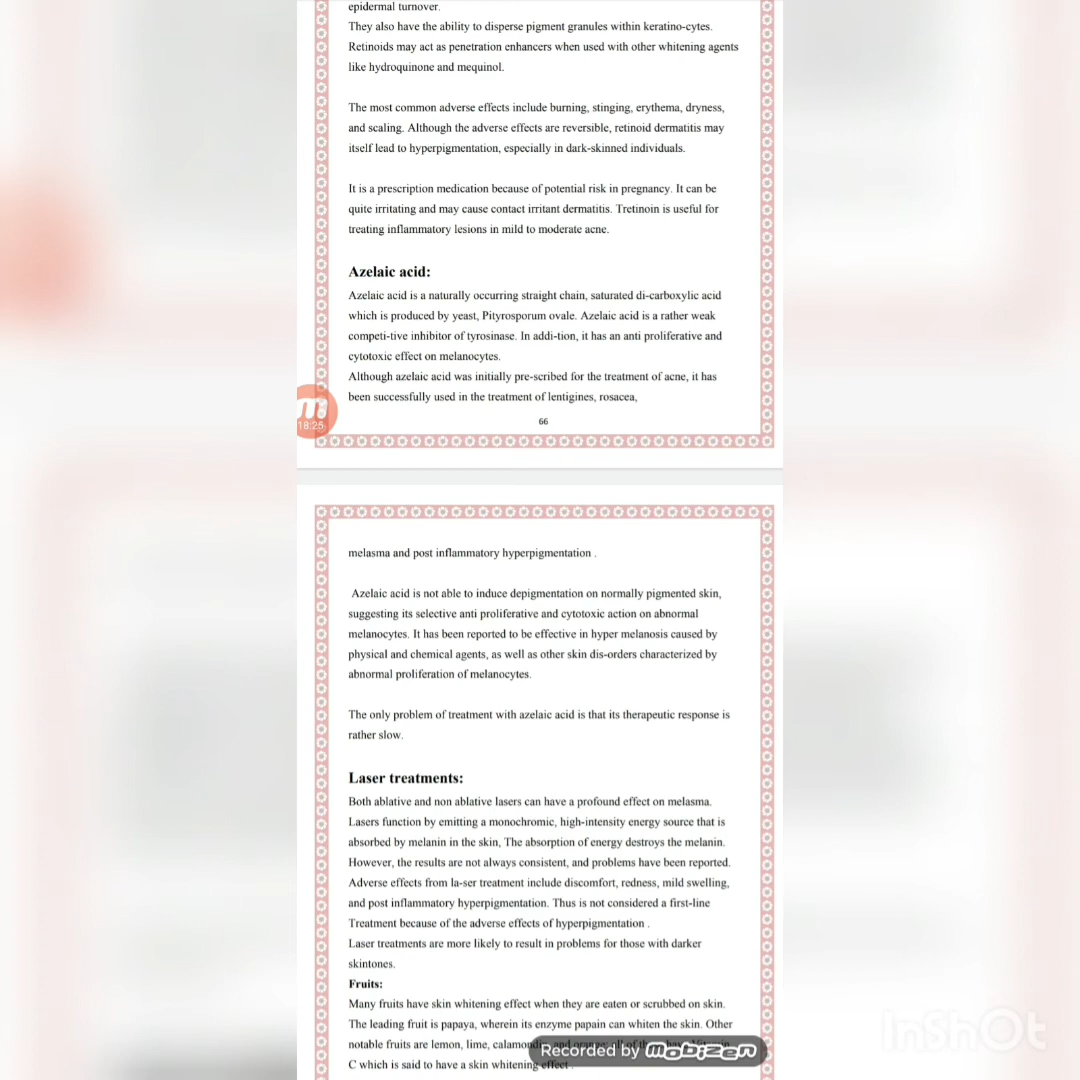 epidermal turnover.
They also have the ability to disperse pigment granules within keratino-cytes.
Retinoids may act as penetration enhancers when used with other whitening agents
like hydroquinone and mequinol.
The most common adverse effects include burning, stinging, erythema, dryness,
and scaling. Although the adverse effects are reversible, retinoid dermatitis may
itself lead to hyperpigmentation, especially in dark-skinned individuals.
It is a prescription medication because of potential risk in pregnancy. It can be
quite irritating and may cause contact irritant dermatitis. Tretinoin is useful for
treating inflammatory lesions in mild to moderate acne.
Azelaic acid:
Azelaic acid is a naturally occurring straight chain, saturated di-carboxylic acid
which is produced by yeast, Pityrosporum ovale. Azelaic acid is a rather weak
competi-tive inhibitor of tyrosinase. In addi-tion, it has an anti proliferative and
cytotoxic effect on melanocytes.
Although azelaic acid was initially pre-scribed for the treatment of acne, it has
been successfully used in the treatment of lentigines, rosacea,
18:25
66
melasma and post inflammatory hyperpigmentation .
Azelaic acid is not able to induce depigmentation on normally pigmented skin,
suggesting its selective anti proliferative and cytotoxic action on abnormal
melanocytes. It has been reported to be effective in hyper melanosis caused by
physical and chemical agents, as well as other skin dis-orders characterized by
abnormal proliferation of melanocytes.
The only problem of treatment with azelaic acid is that its therapeutic response is
rather slow.
Laser treatments:
Both ablative and non ablative lasers can have a profound effect on melasma.
Lasers function by emitting a monochromic, high-intensity energy source that is
absorbed by melanin in the skin, The absorption of energy destroys the melanin.
However, the results are not always consistent, and problems have been reported.
Adverse effects from la-ser treatment include discomfort, redness, mild swelling,
and post inflammatory hyperpigmentation. Thus is not considered a first-line
Treatment because of the adverse effects of hyperpigmentation .
Laser treatments are more likely to result in problems for those with darker
skintones.
Fruits:
Many fruits have skin whitening effect when they are eaten or scrubbed on skin.
The leading fruit is papaya, wherein its enzyme papain can whiten the skin. Other
notable fruits are lemon, lime,
C which is said to have a skin whitening effect .
Recorded by mobizen
InShOt